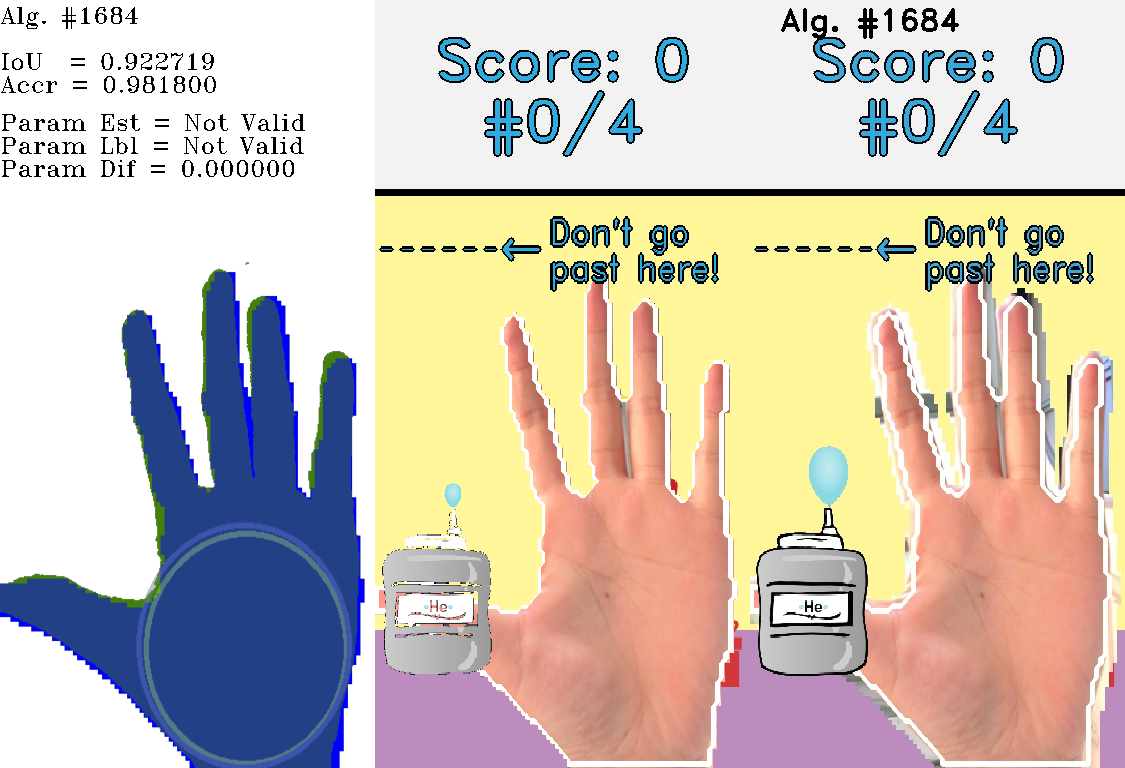 Alg. #1684
IoU = 0.922719
Accr = 0.981800
Param Est = Not Valid
Param Lbl = Not Valid
Param Dif = 0.000000
Score: 0
#0/4
Don't go
past here!
He
Alg. #1684
Score: 0
#0/4
Don't go
past here!
He